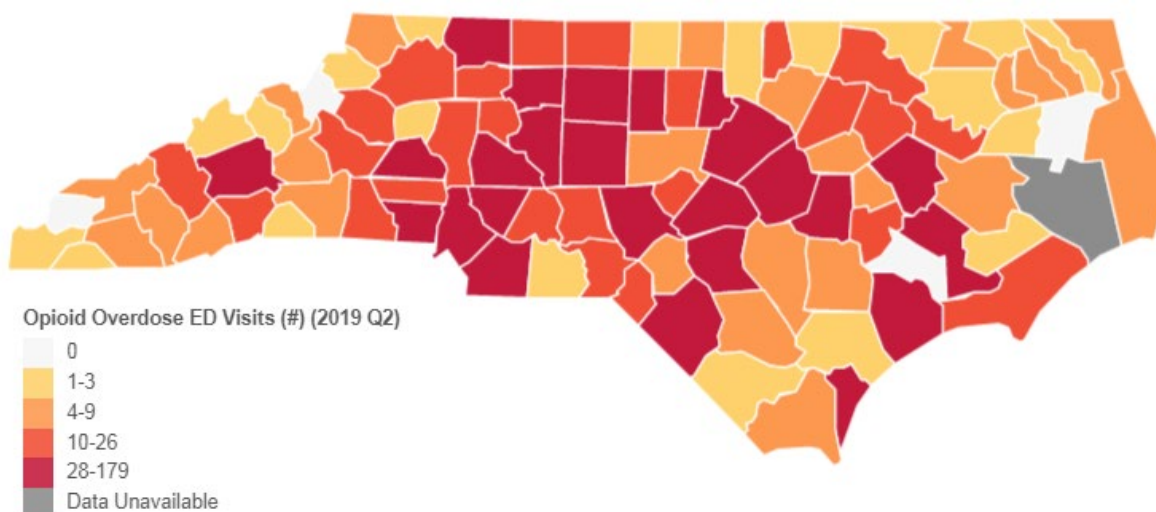 Opioid Overdose ED Visits (#) (2019 Q2)
0
1-3
4-9
10-26
28-179
Data Unavailable